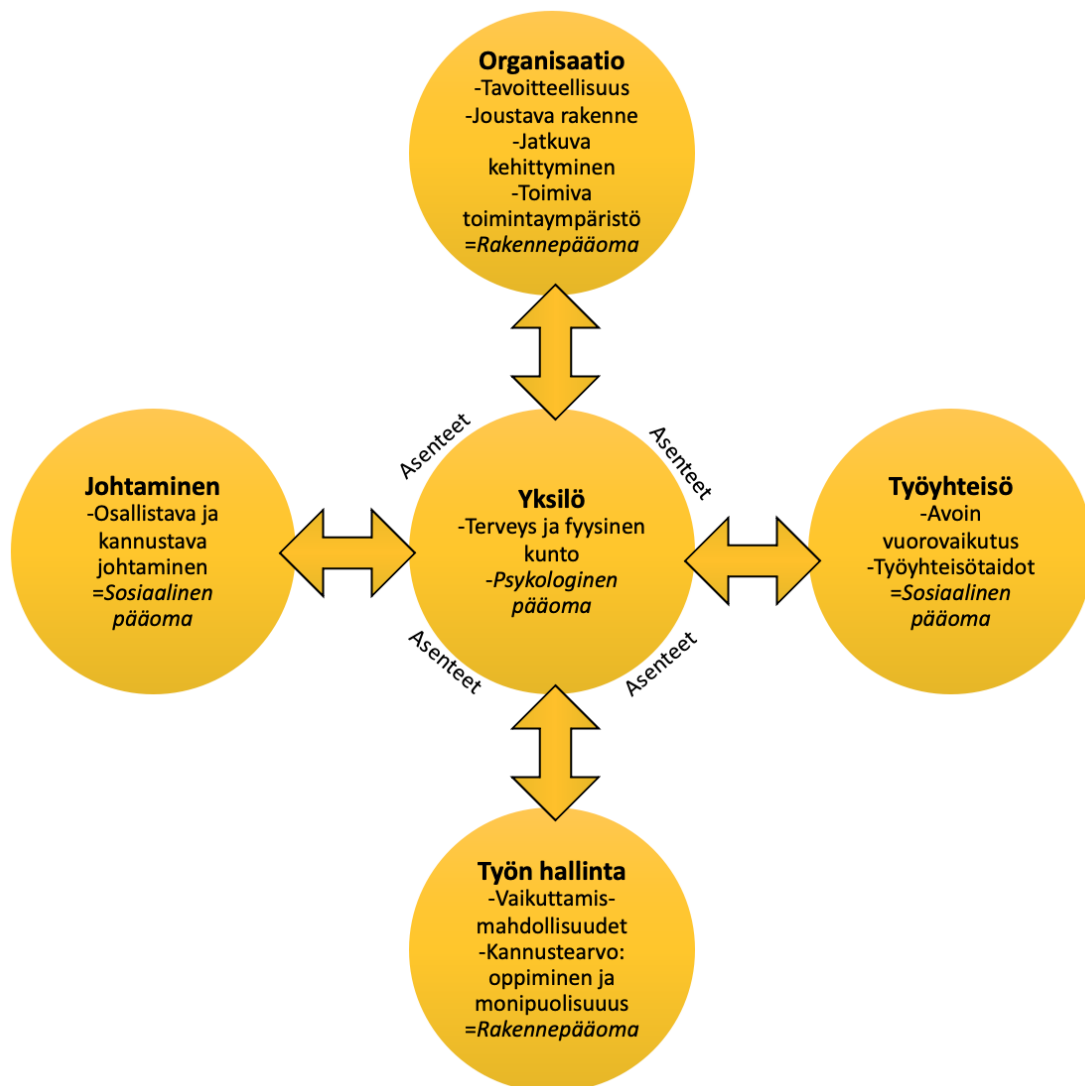 Organisaatio
-Tavoitteellisuus
-Joustava rakenne
-Jatkuva
kehittyminen
-Toimiva
toimintaympäristö
=Rakennepääoma
Asenteet
Asenteet
Johtaminen
-Osallistava ja
kannustava
johtaminen
=Sosiaalinen
pääoma
Yksilö
-Terveys ja fyysinen
kunto
-Psykologinen
pääoma
Työyhteisö
-Avoin
vuorovaikutus
-Työyhteisötaidot
=Sosiaalinen
pääoma
Asenteet
Asenteet
Työn hallinta
-Vaikuttamis-
mahdollisuudet
-Kannustearvo:
oppiminen ja
monipuolisuuus
=Rakennepääoma